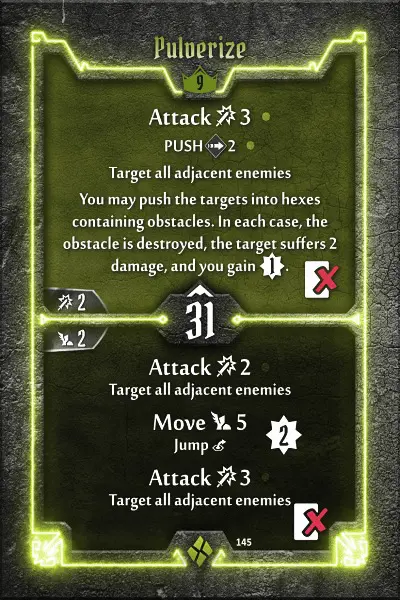 Pulverize
9
Attack 3
PUSH 2
Target all adjacent enemies
You may push the targets into hexes
containing obstacles. In each case, the
obstacle is destroyed, the target suffers 2
damage, and you gain 1.
2
31
2
Attack 2
Target all adjacent enemies
Move 5
Jump
2
Attack 3
Target all adjacent enemies
145